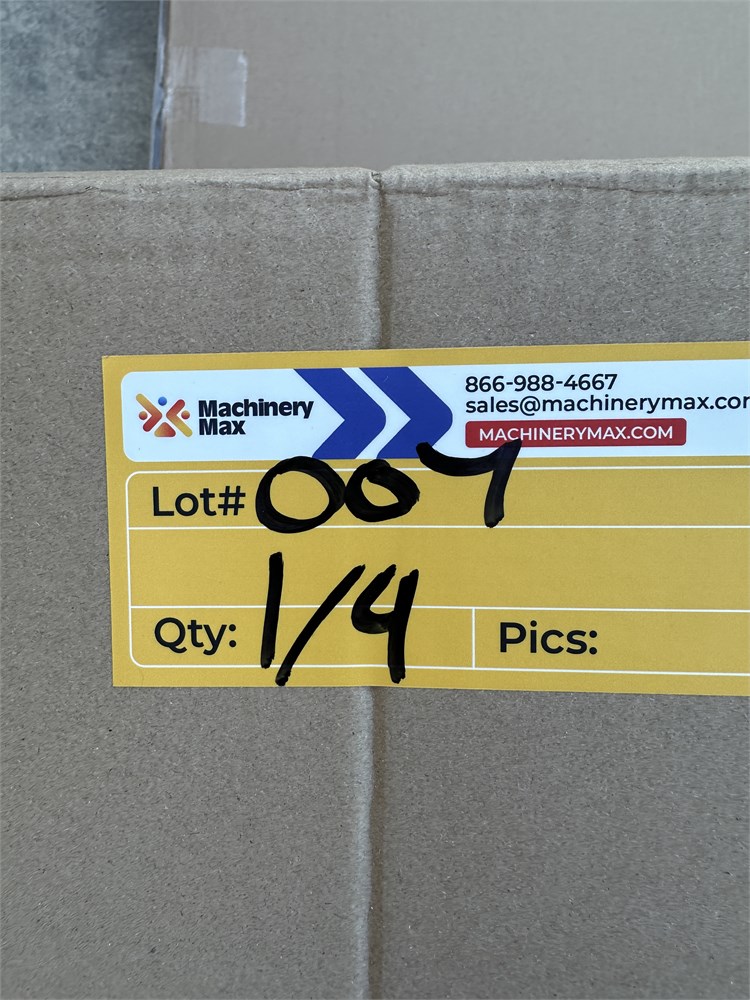 Machinery
Max
866-988-4667
sales@machinerymax.co
MACHINERYMAX.COM
Lot# 007
Qty: 1/4
Pics: